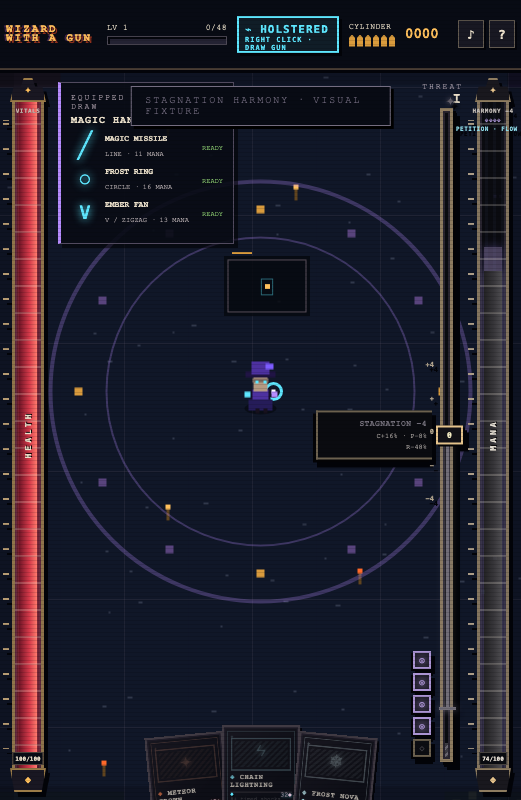 WIZARD
WITH A GUN
LV 1
0/48
HOLSTERED
RIGHT CLICK ·
DRAW GUN
CYLINDER
0000
♪
?
EQUIPPED
DRAW
STAGNATION HARMONY · VISUAL
FIXTURE
THREAT
I
VITALS
HARMONY -4
PETITION · FLOW
MAGIC MISSILE
LINE · 11 MANA
READY
FROST RING
CIRCLE · 16 MANA
READY
EMBER FAN
V / ZIGZAG · 13 MANA
READY
+4
+
STAGNATION -4
C+16% · P-8%
R-40%
0
-
-4
HEALTH
MANA
100/100
74/100
METEOR
CHAIN
LIGHTNING
FROST NOVA